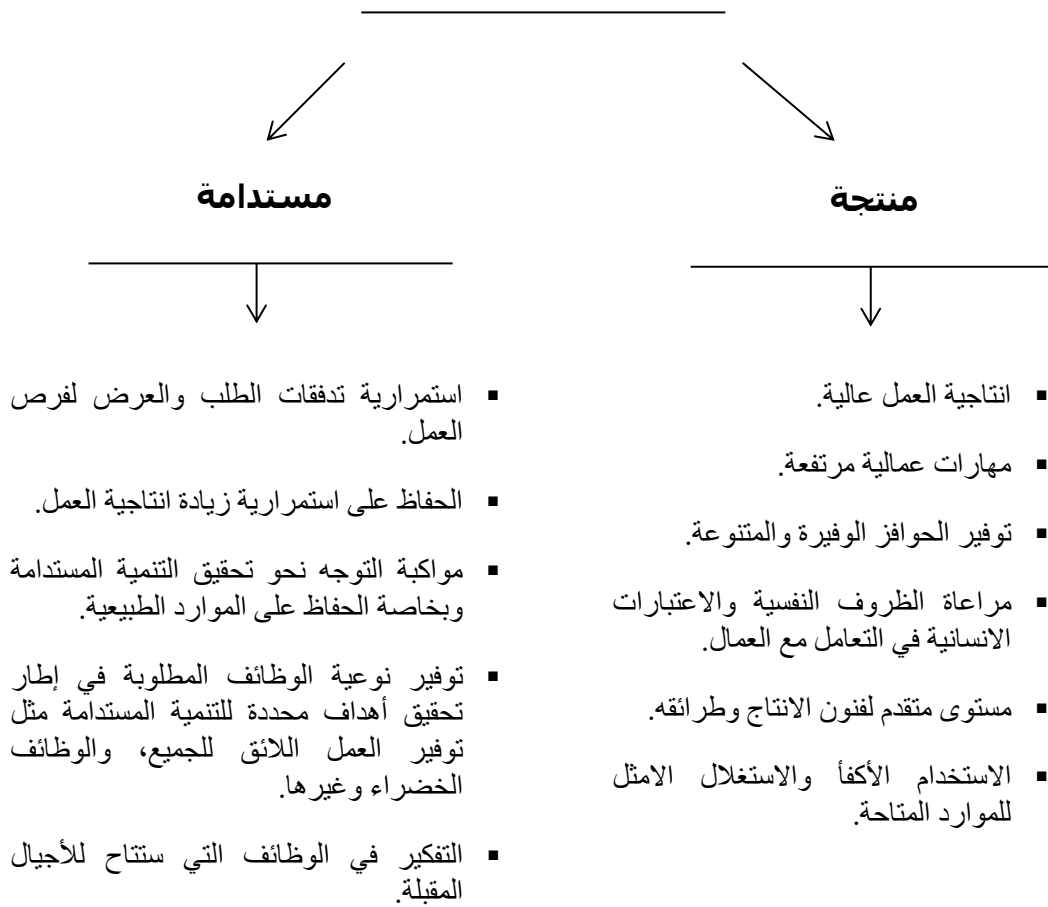 منتجة
انتاجية العمل عالية.
مهارات عمالية مرتفعة.
توفير الحوافز الوفيرة والمتنوعة.
مراعاة الظروف النفسية والاعتبارات
الانسانية في التعامل مع العمال.
مستوى متقدم لفنون الانتاج وطرائقه.
الاستخدام الأكفأ والاستغلال الامثل
للموارد المتاحة.
مستدامة
استمرارية تدفقات الطلب والعرض لفرص
العمل.
الحفاظ على استمرارية زيادة انتاجية العمل.
مواكبة التوجه نحو تحقيق التنمية المستدامة
وبخاصة الحفاظ على الموارد الطبيعية.
توفير نوعية الوظائف المطلوبة في إطار
تحقيق أهداف محددة للتنمية المستدامة مثل
توفير العمل اللائق للجميع، والوظائف
الخضراء وغيرها.
التفكير في الوظائف التي ستتاح للأجيال
المقبلة.